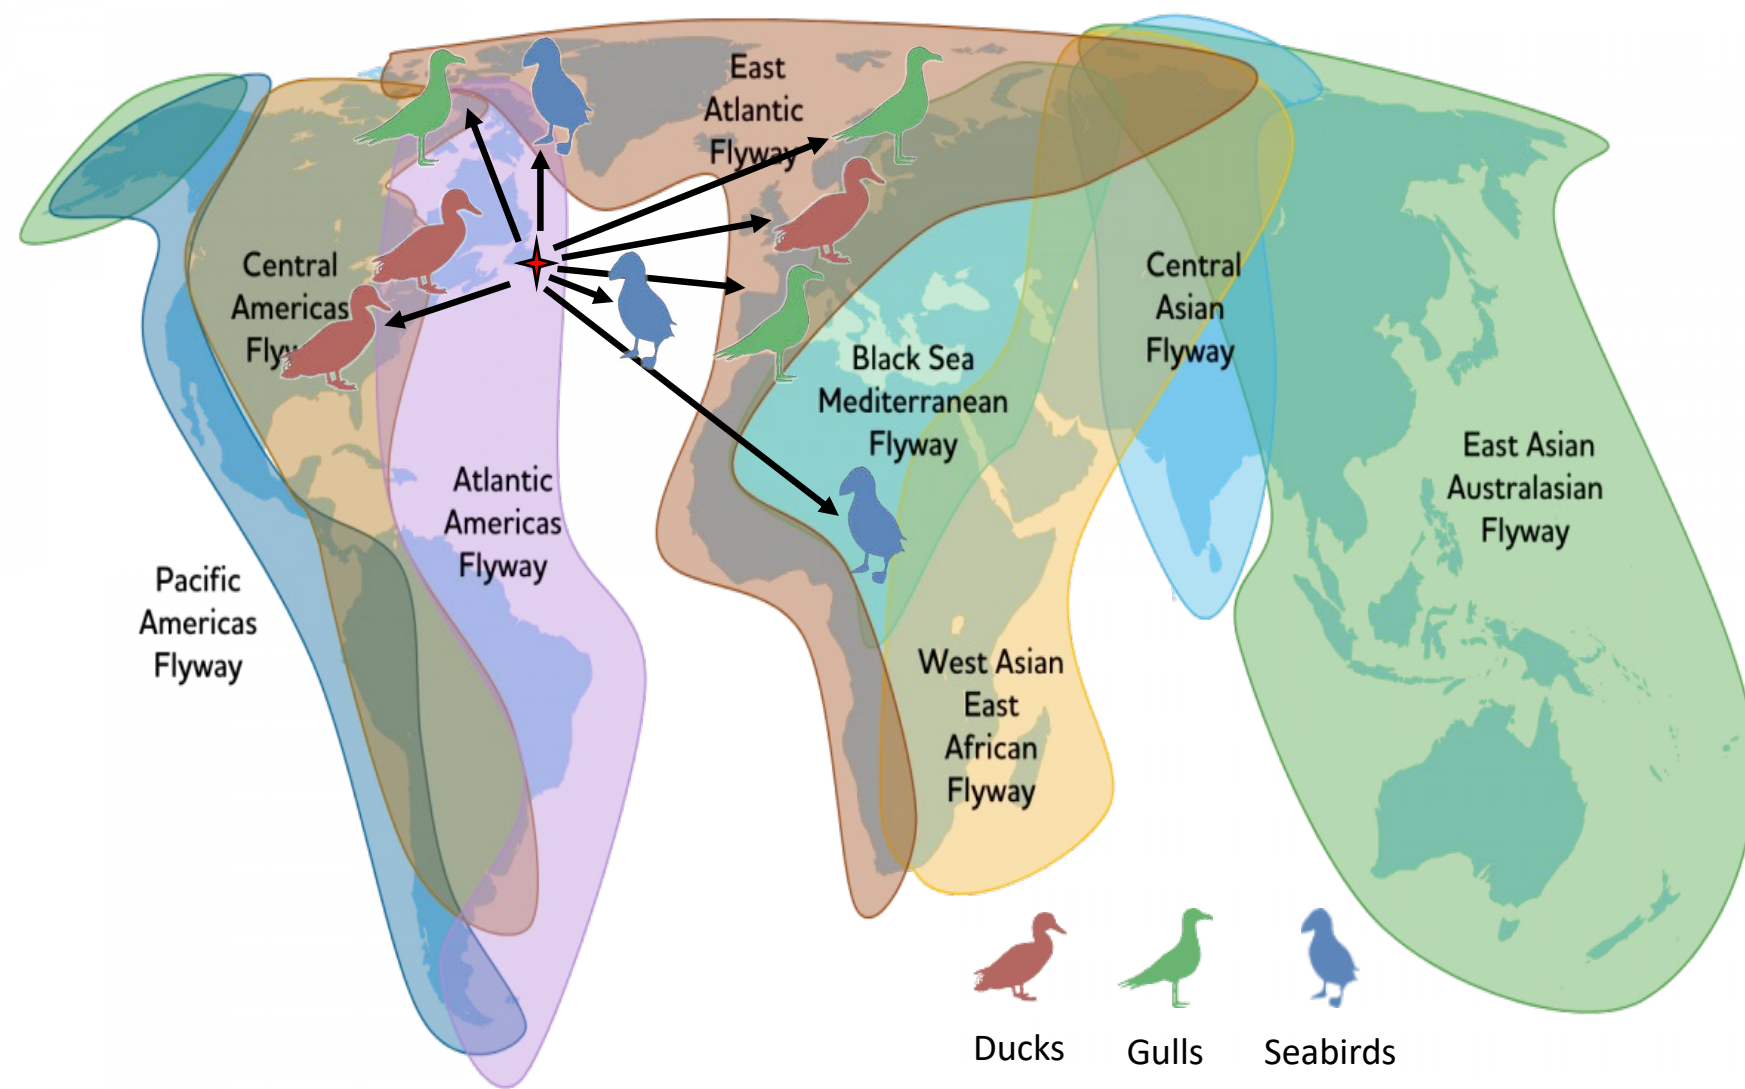 East
Atlantic
Flyway
Central
Americas
Flyw
Central
Asian
Flyway
Black Sea
Mediterranean
Flyway
Atlantic
Americas
Flyway
East Asian
Australasian
Flyway
Pacific
Americas
Flyway
West Asian
East
African
Flyway
Ducks
Gulls
Seabirds